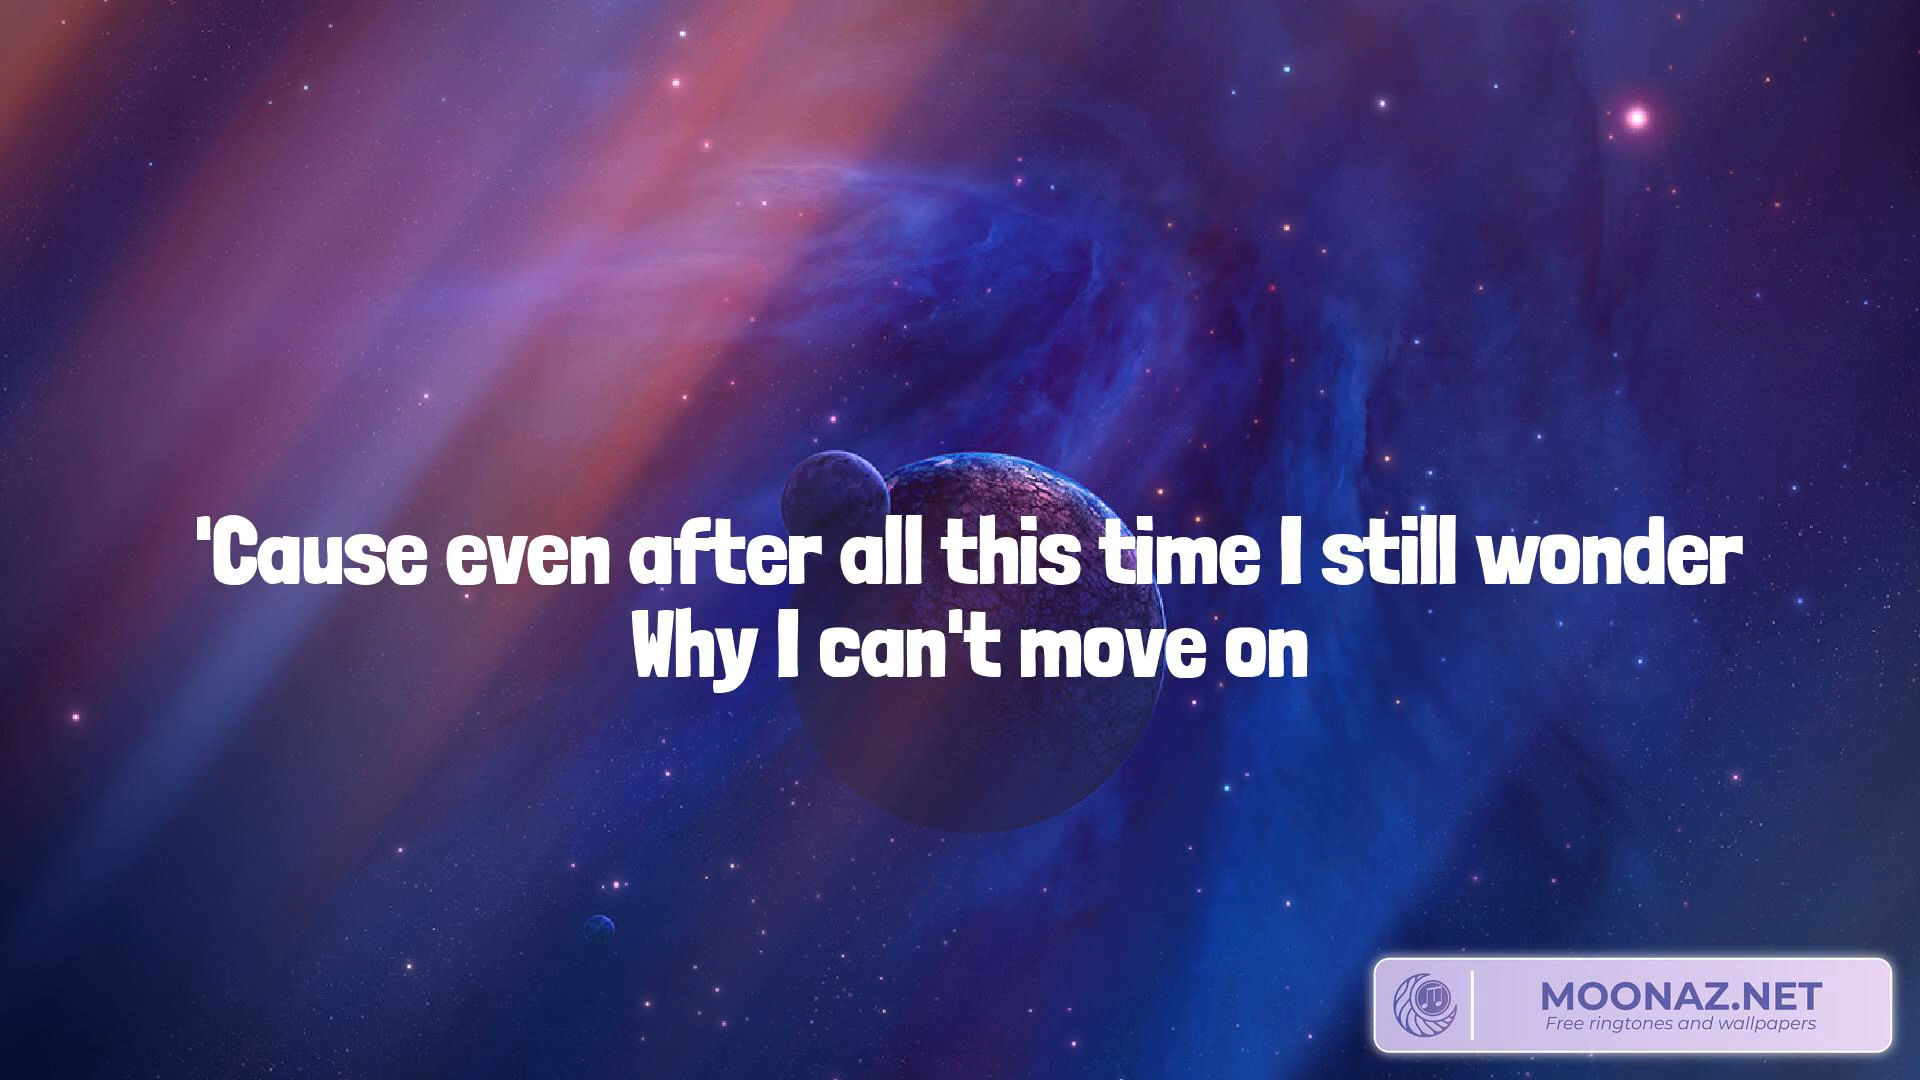 'Cause even after all this time I still wonder
Why I can't move on
MOONAZ.NET
Free ringtones and wallpapers